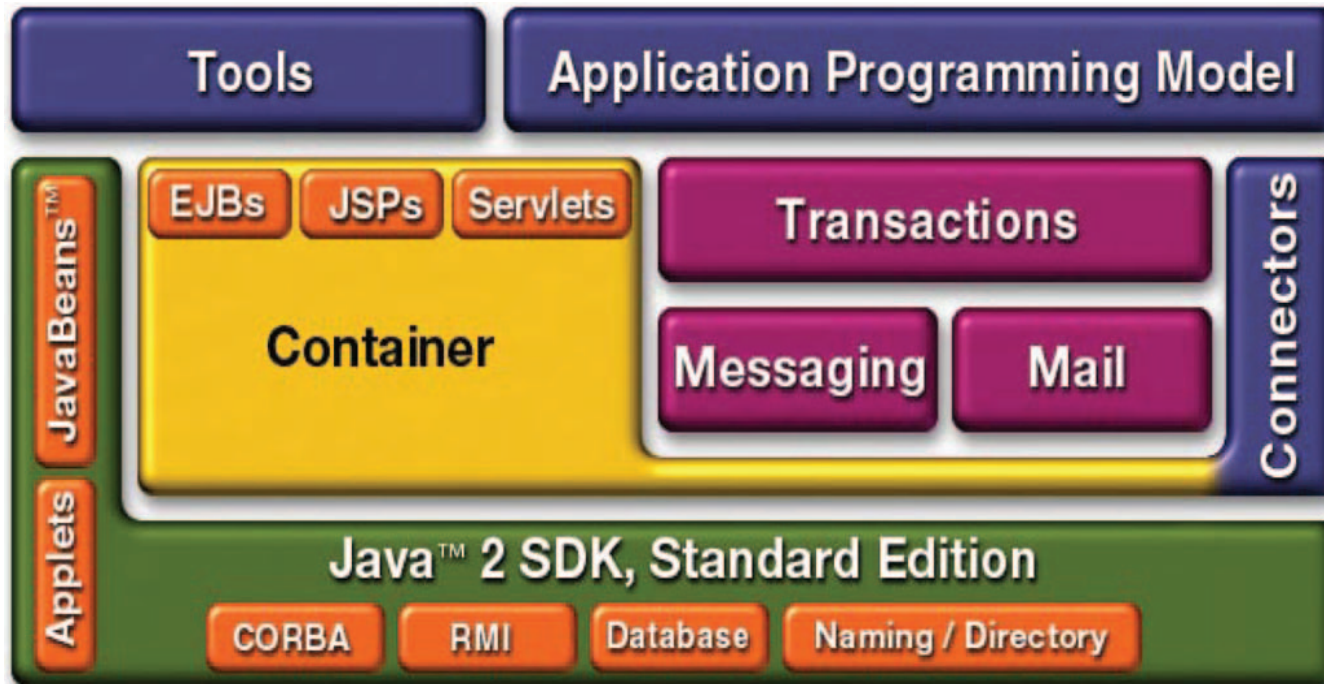 Tools
Application Programming Model
JavaBeans™
EJBs
JSPs
Servlets
Transactions
Connectors
Container
Messaging
Mail
Applets
Java™ 2 SDK, Standard Edition
CORBA
RMI
Database
Naming / Directory